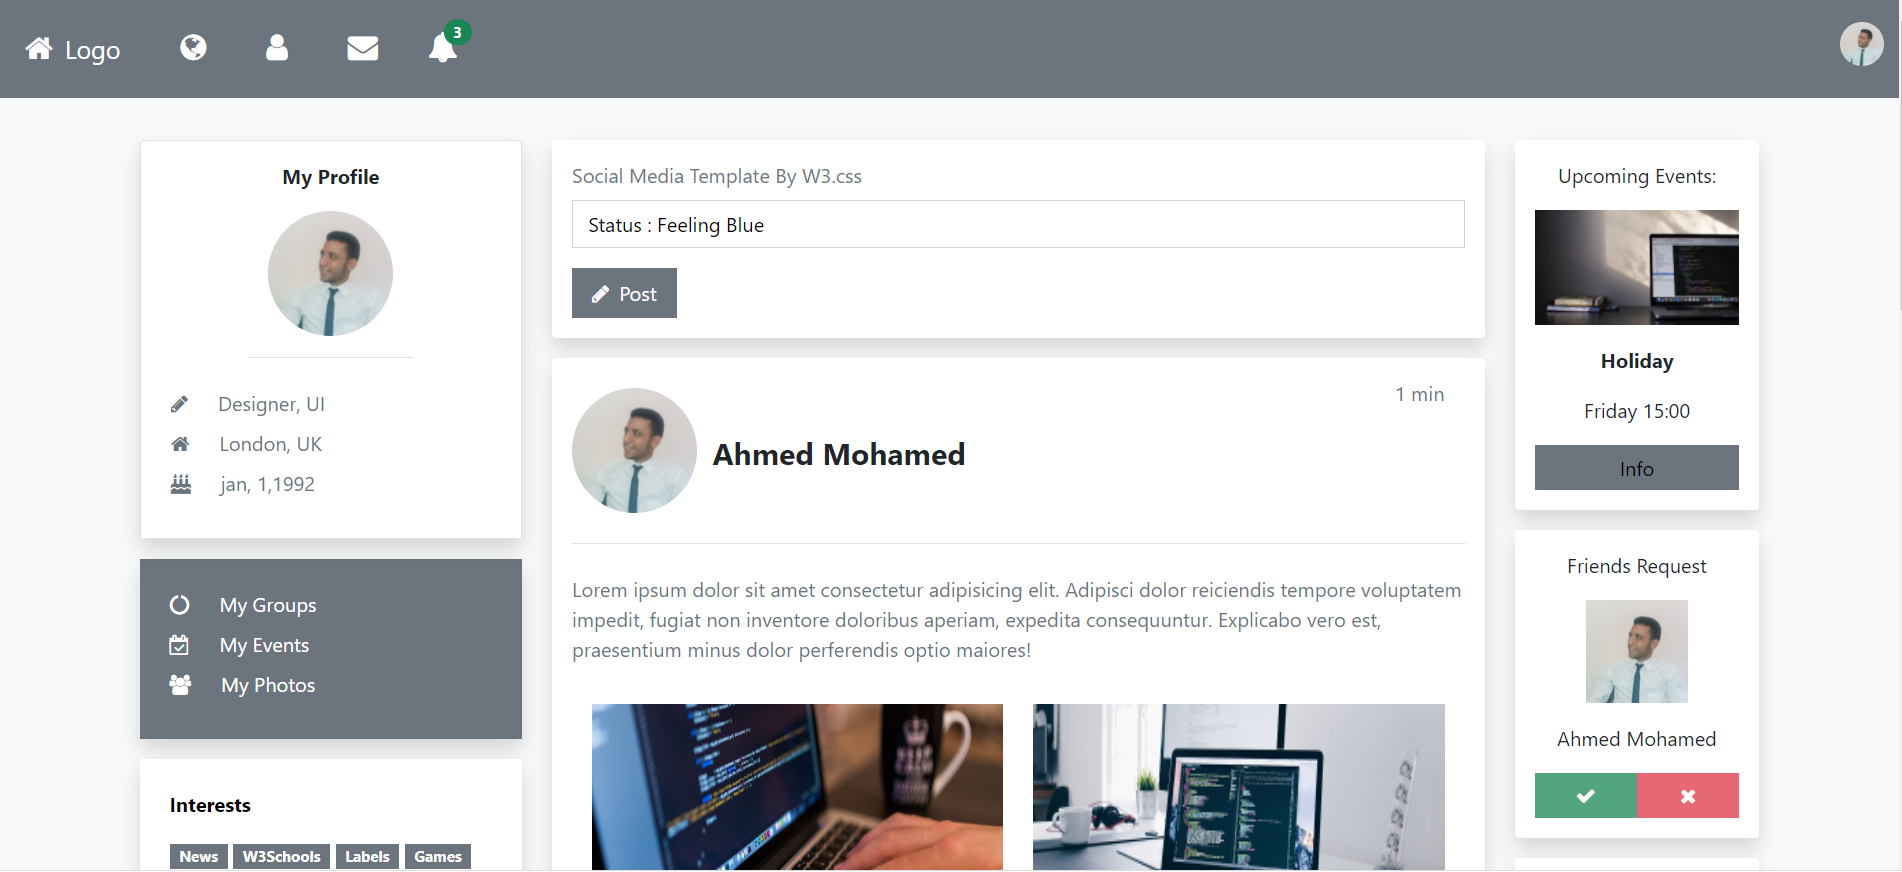 Logo
3
My Profile
Designer, UI
London, UK
jan, 1,1992
My Groups
My Events
My Photos
Interests
News W3Schools Labels Games
Social Media Template By W3.css
Status : Feeling Blue
Post
1 min
Ahmed Mohamed
Lorem ipsum dolor sit amet consectetur adipisicing elit. Adipisci dolor reiciendis tempore voluptatem
impedit, fugiat non inventore doloribus aperiam, expedita consequuntur. Explicabo vero est,
praesentium minus dolor perferendis optio maiores!
Upcoming Events:
Holiday
Friday 15:00
Info
Friends Request
Ahmed Mohamed